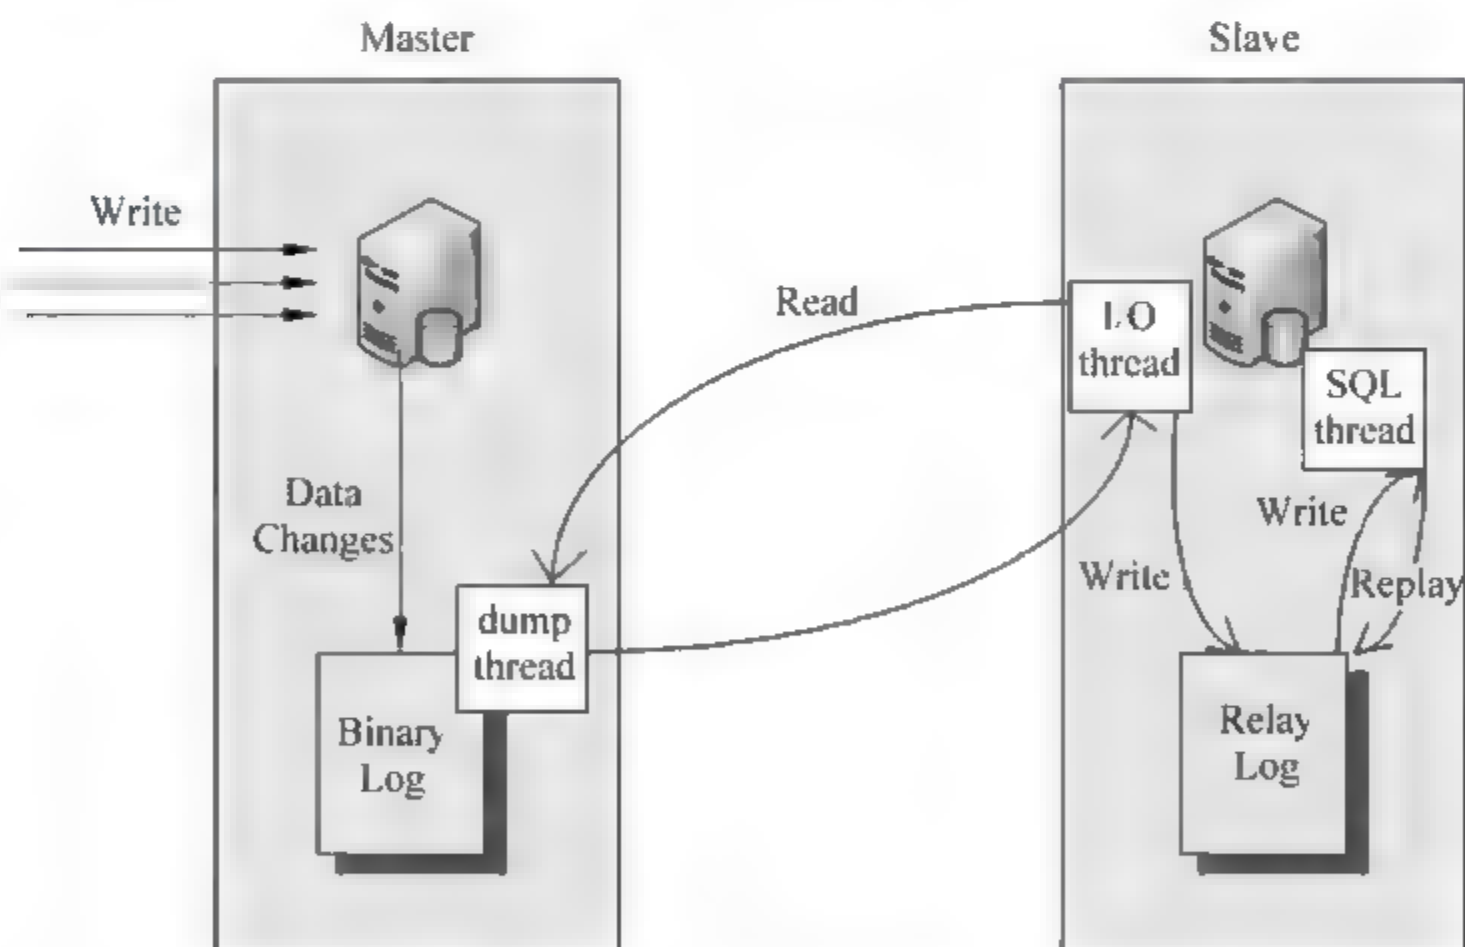 Master
Slave
Write
Read
I/O
thread
SQL
thread
Data
Changes
Write
Write
Replay
dump
thread
Binary
Log
Relay
Log